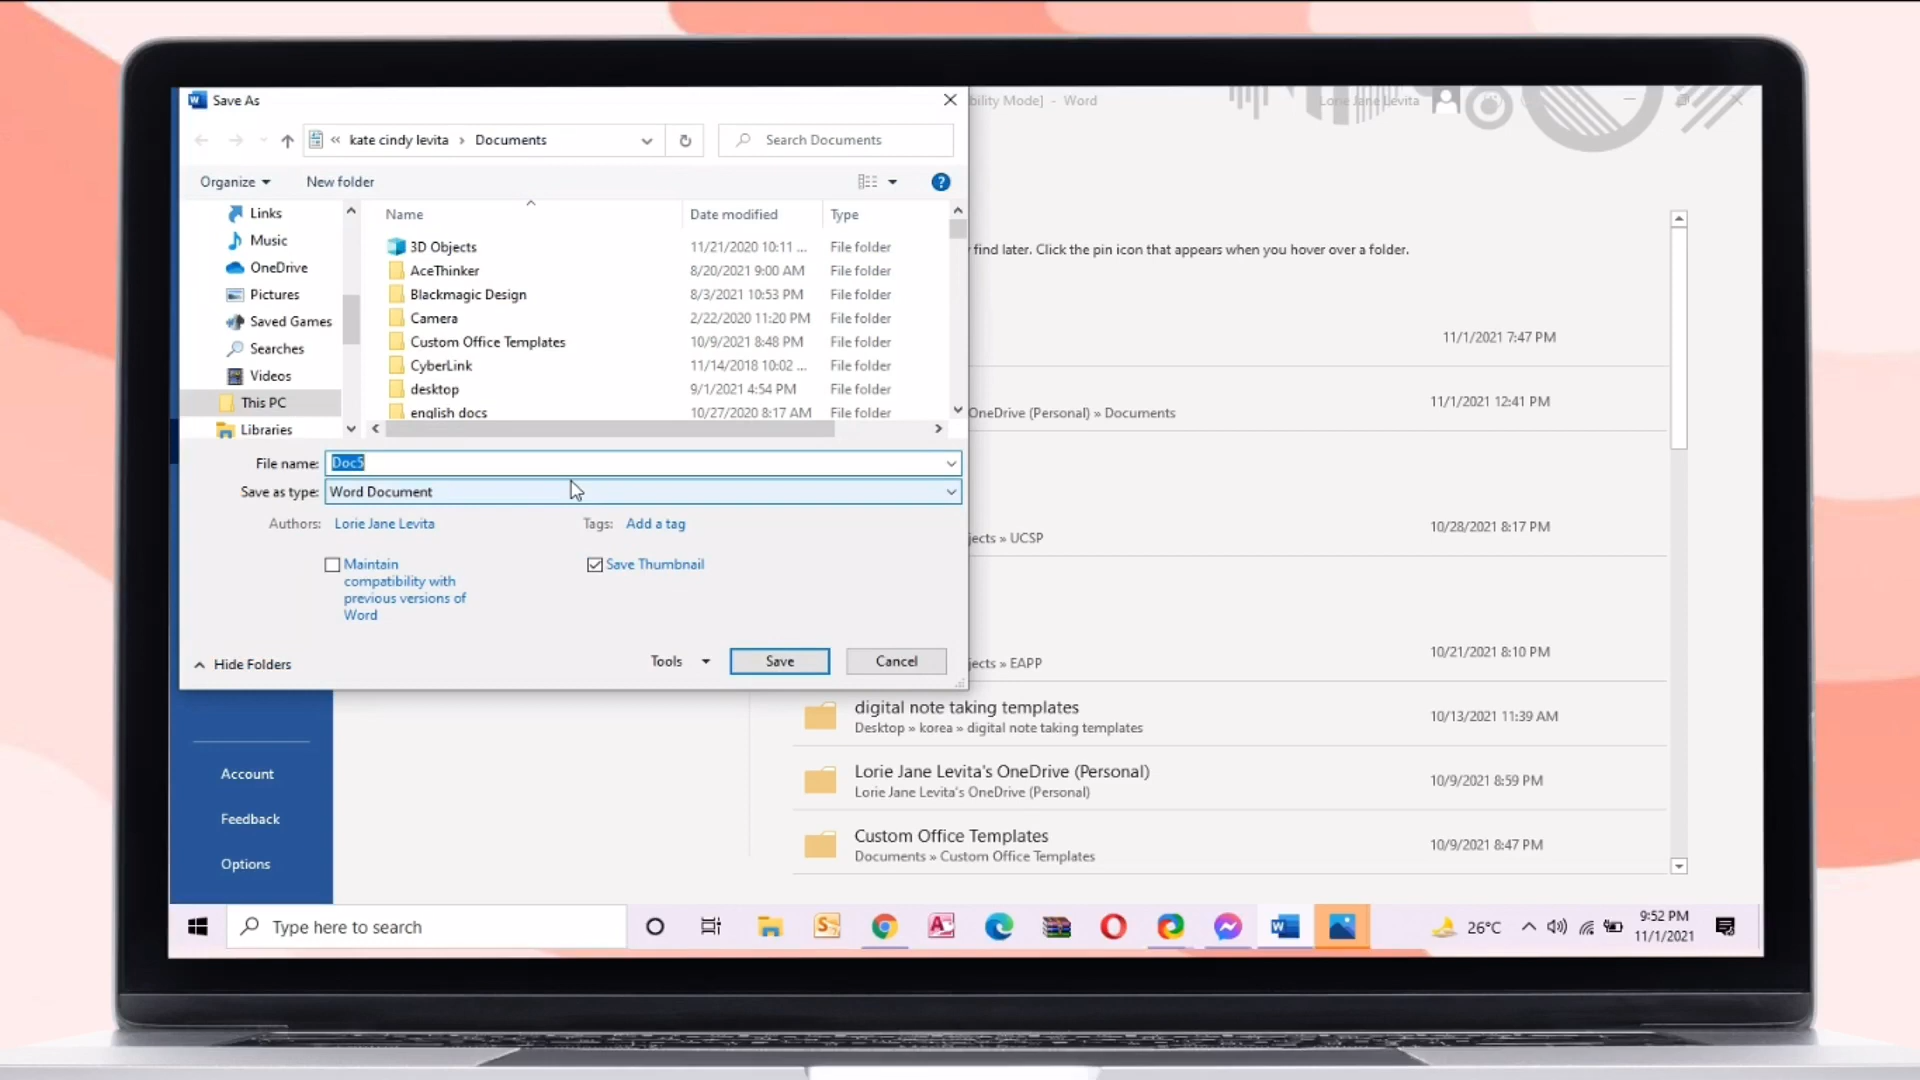 Save As
bility Mode] - Word
Lorie Jane Levita
« kate cindy levita › Documents
Search Documents
Organize
New folder
?
Links
Music
OneDrive
Pictures
Saved Games
Searches
Videos
This PC
Libraries
Name Date modified Type
3D Objects 11/21/2020 10:11 ... File folder
AceThinker 8/20/2021 9:00 AM File folder
Blackmagic Design 8/3/2021 10:53 PM File folder
Camera 2/22/2020 11:20 PM File folder
Custom Office Templates 10/9/2021 8:48 PM File folder
CyberLink 11/14/2018 10:02 ... File folder
desktop 9/1/2021 4:54 PM File folder
english docs 10/27/2020 8:17 AM File folder
File name: Doc5
Save as type: Word Document
Authors: Lorie Jane Levita
Tags: Add a tag
Maintain
compatibility with
previous versions of
Word
Save Thumbnail
Hide Folders
Tools
Save
Cancel
find later. Click the pin icon that appears when you hover over a folder.
11/1/2021 7:47 PM
OneDrive (Personal) » Documents
11/1/2021 12:41 PM
jects » UCSP
10/28/2021 8:17 PM
jects » EAPP
10/21/2021 8:10 PM
digital note taking templates
Desktop » korea » digital note taking templates
10/13/2021 11:39 AM
Lorie Jane Levita's OneDrive (Personal)
Lorie Jane Levita's OneDrive (Personal)
10/9/2021 8:59 PM
Custom Office Templates
Documents » Custom Office Templates
10/9/2021 8:47 PM
Account
Feedback
Options
Type here to search
26°C
9:52 PM
11/1/2021